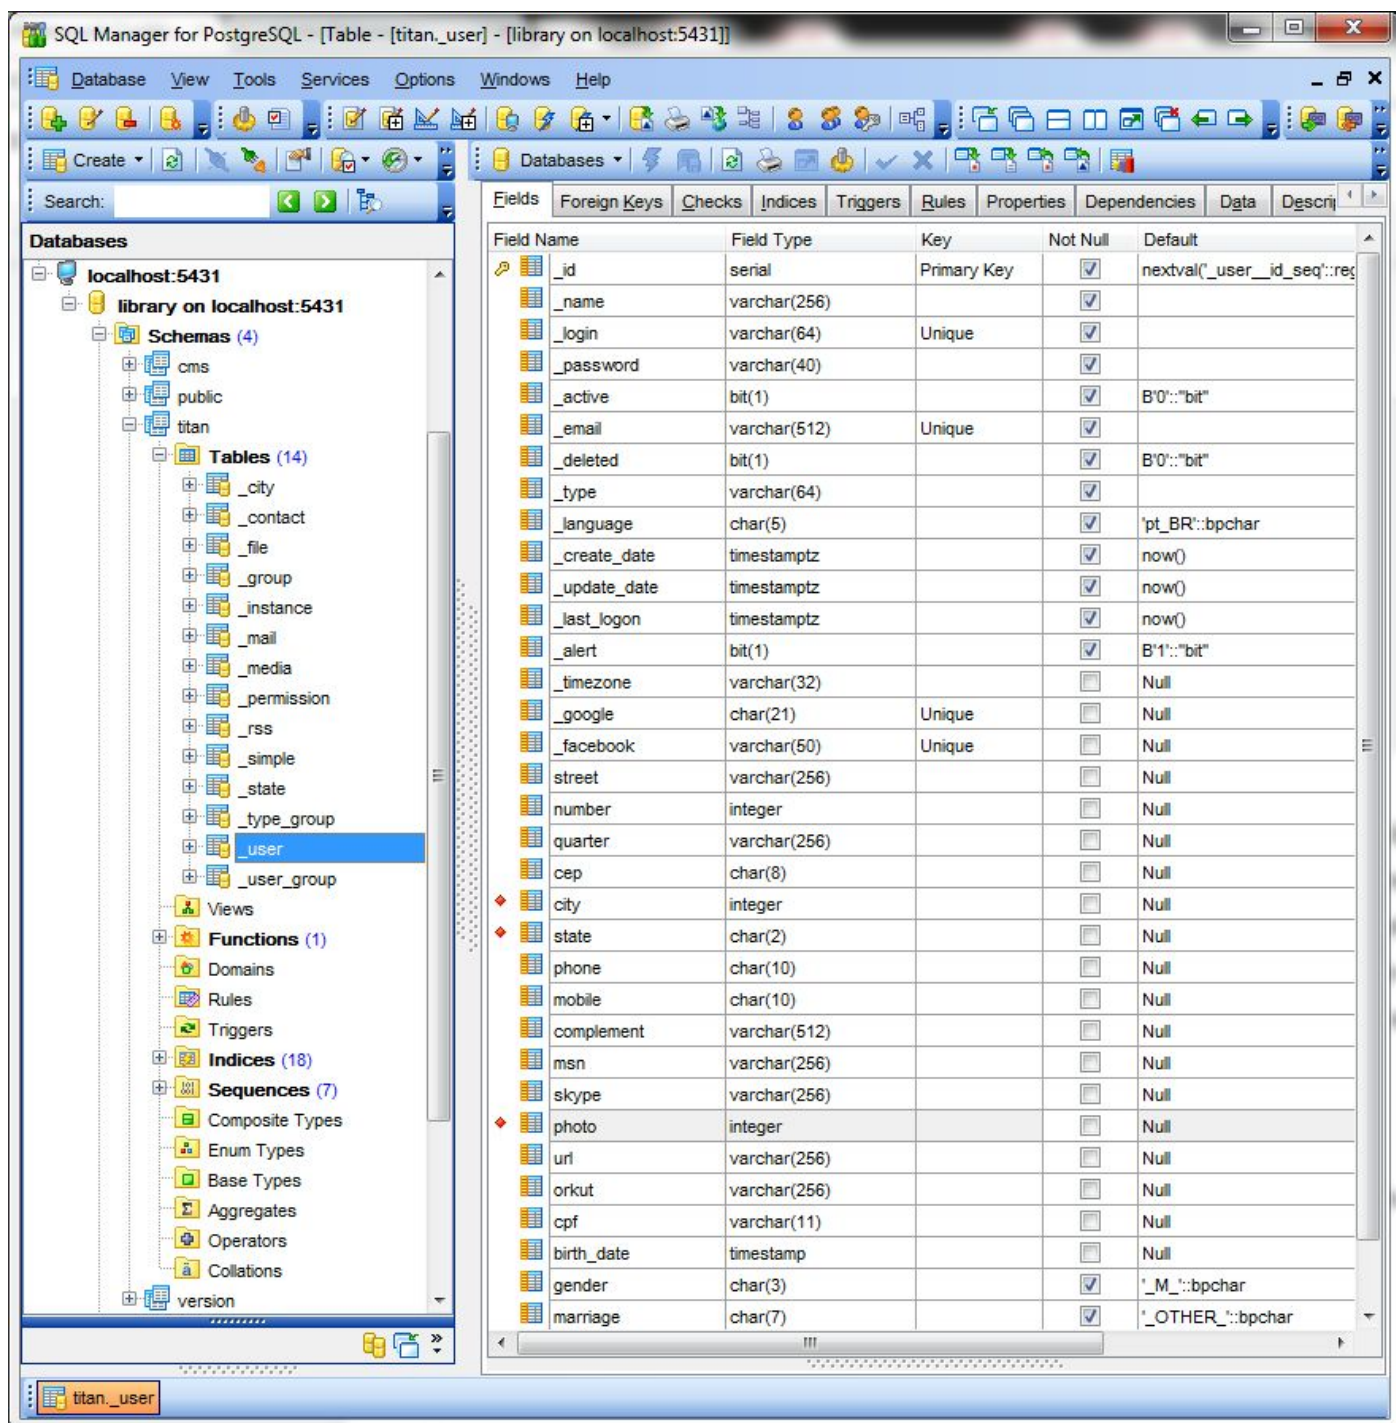 SQL Manager for PostgreSQL - [Table - [titan._user] - [library on localhost:5431]]
Database View Tools Services Options Windows Help
Create Databases
Search:
Fields Foreign Keys Checks Indices Triggers Rules Properties Dependencies Data Descri
Databases
localhost:5431
library on localhost:5431
Schemas (4)
cms
public
titan
Tables (14)
_city
_contact
_file
_group
_instance
_mail
_media
_permission
_rss
_simple
_state
_type_group
_user
_user_group
Views
Functions (1)
Domains
Rules
Triggers
Indices (18)
Sequences (7)
Composite Types
Enum Types
Base Types
Aggregates
Operators
Collations
version
Field Name Field Type Key Not Null Default
_id serial Primary Key nextval('_user__id_seq'::reg
_name varchar(256)
_login varchar(64) Unique
_password varchar(40)
_active bit(1) B'0'::"bit"
_email varchar(512) Unique
_deleted bit(1) B'0'::"bit"
_type varchar(64)
_language char(5) 'pt_BR'::bpchar
_create_date timestamptz now()
_update_date timestamptz now()
_last_logon timestamptz now()
_alert bit(1) B'1'::"bit"
_timezone varchar(32) Null
_google char(21) Unique Null
_facebook varchar(50) Unique Null
street varchar(256) Null
number integer Null
quarter varchar(256) Null
cep char(8) Null
city integer Null
state char(2) Null
phone char(10) Null
mobile char(10) Null
complement varchar(512) Null
msn varchar(256) Null
skype varchar(256) Null
photo integer Null
url varchar(256) Null
orkut varchar(256) Null
cpf varchar(11) Null
birth_date timestamp Null
gender char(3) '_M_'::bpchar
marriage char(7) '_OTHER_'::bpchar
titan._user